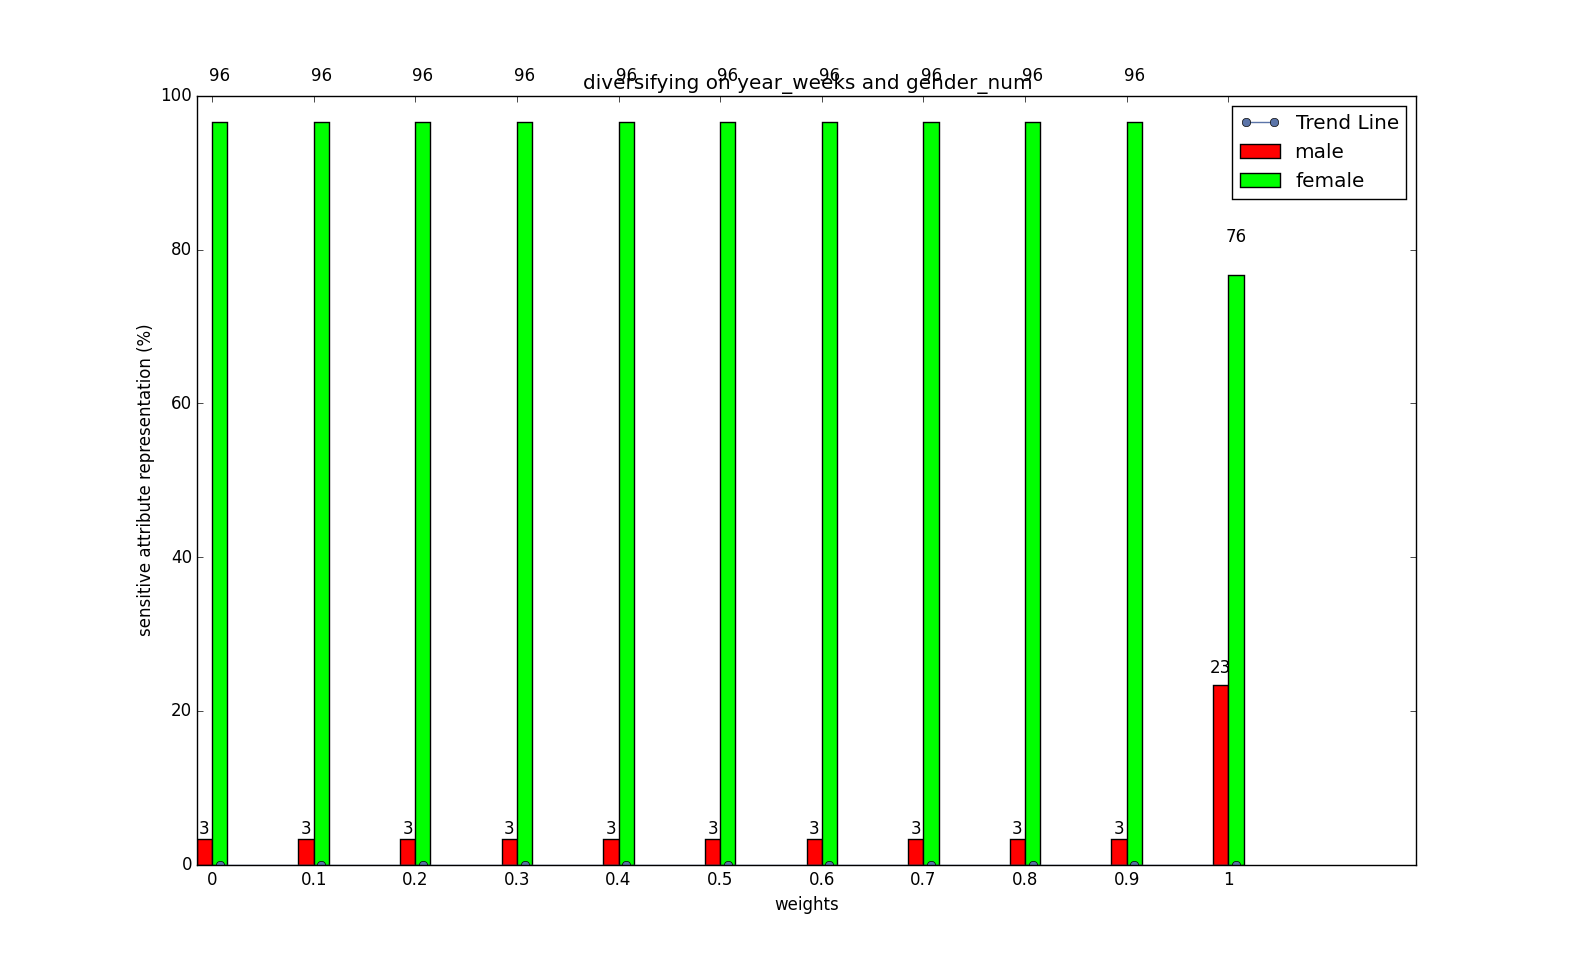 96 96 96 96 96 96 96 96 96 96
diversifying on year_weeks and gender_num
100
80
60
40
20
0
sensitive attribute representation (%)
Trend Line
male
female
76
23
3 3 3 3 3 3 3 3 3 3
0 0.1 0.2 0.3 0.4 0.5 0.6 0.7 0.8 0.9 1
weights